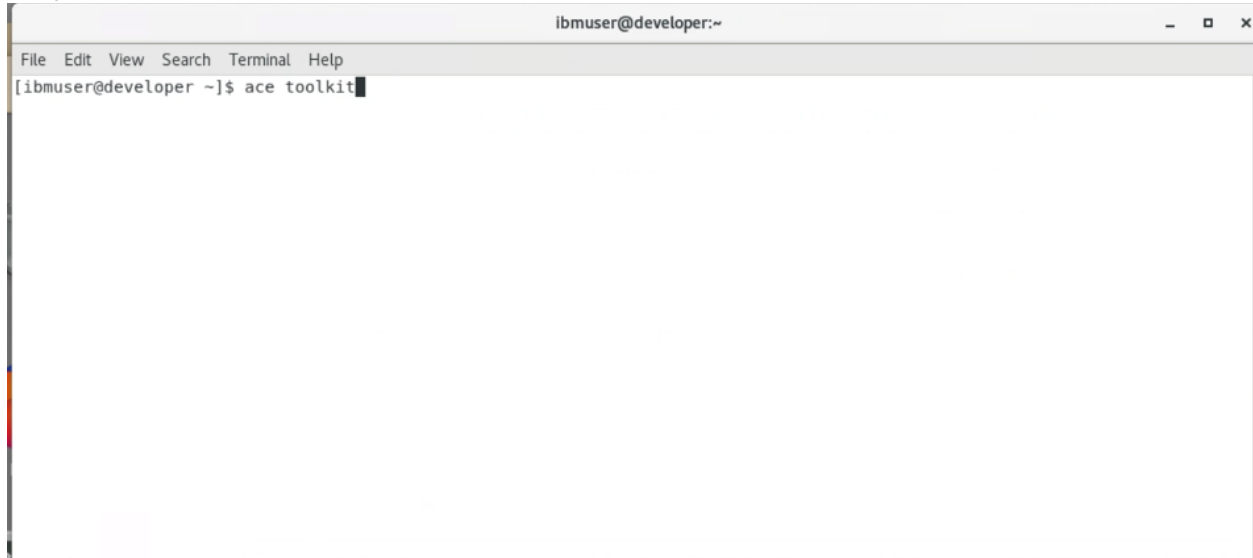 ibmuser@developer:~
File Edit View Search Terminal Help
[ibmuser@developer ~]$ ace toolkit